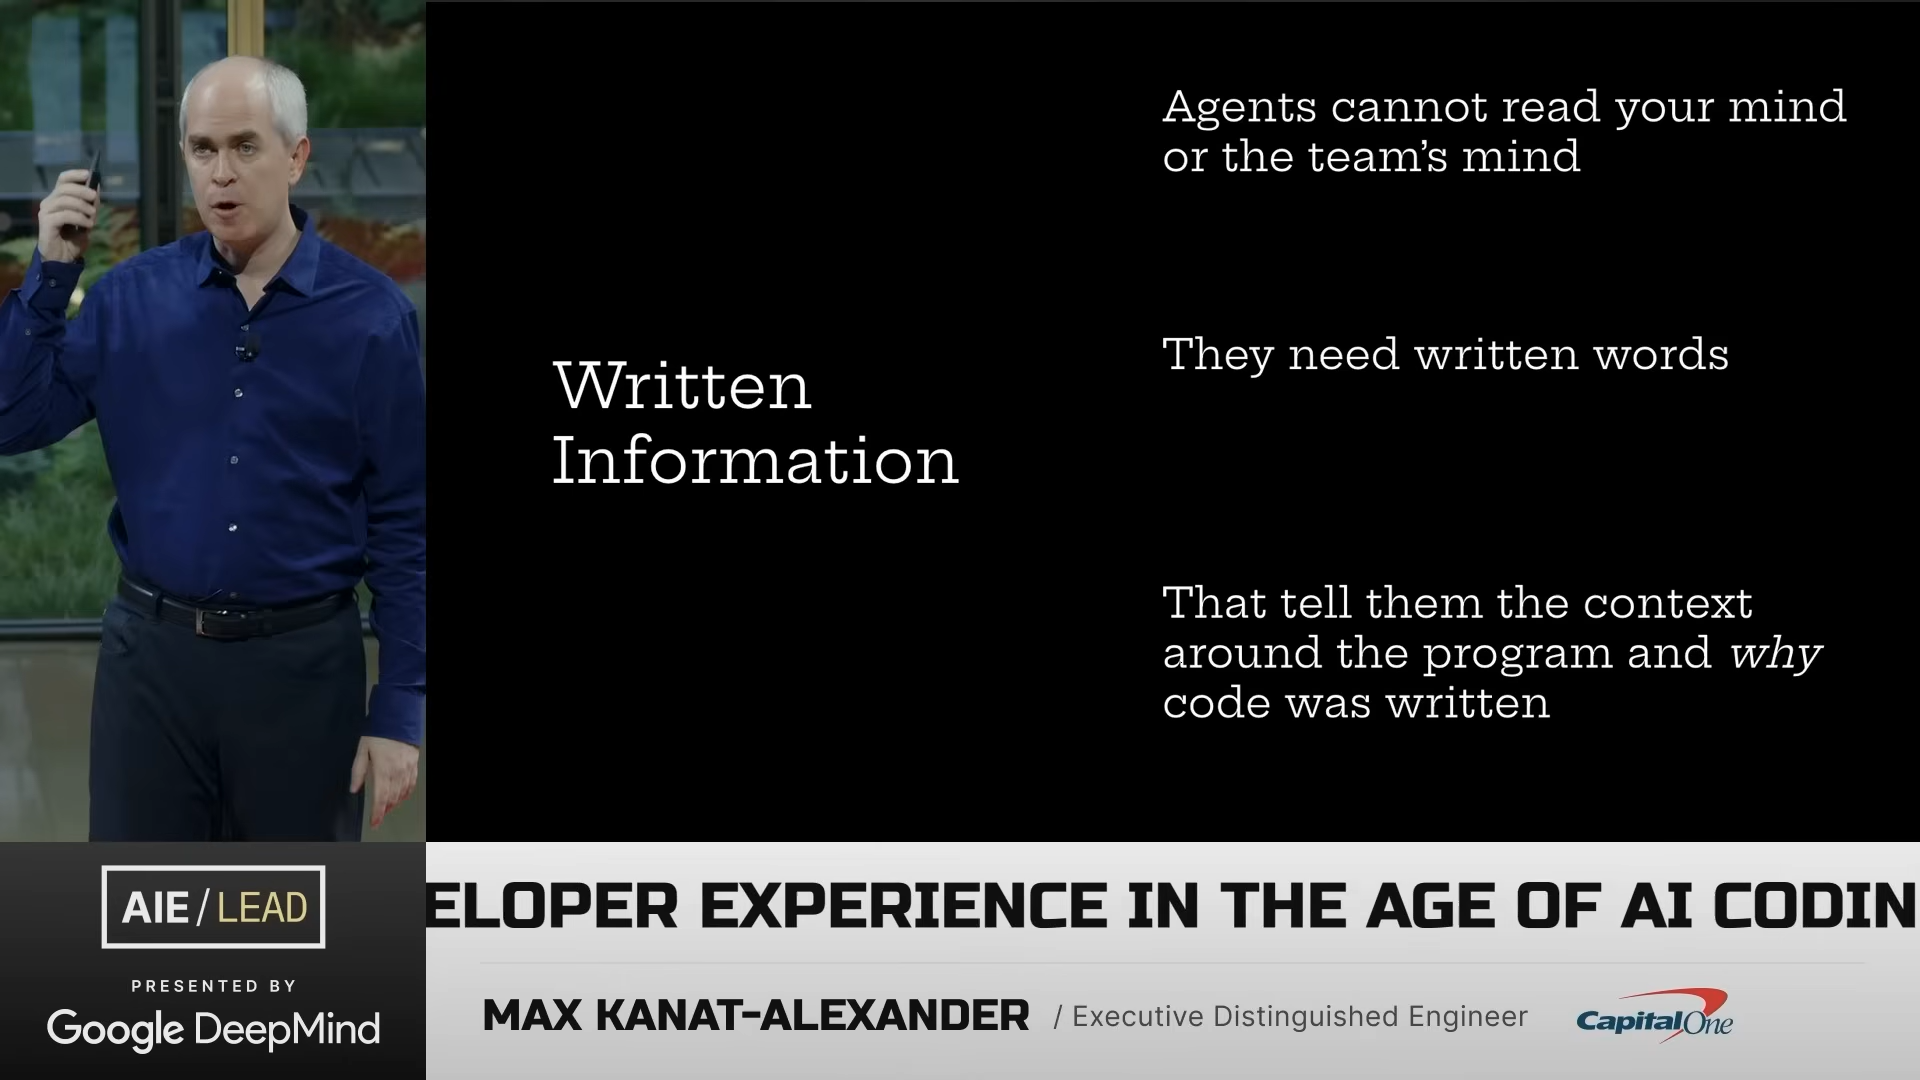 Written
Information
Agents cannot read your mind
or the team’s mind
They need written words
That tell them the context
around the program and why
code was written
AIE/LEAD
PRESENTED BY
Google DeepMind
ELOPER EXPERIENCE IN THE AGE OF AI CODIN
MAX KANAT-ALEXANDER / Executive Distinguished Engineer
CapitalOne